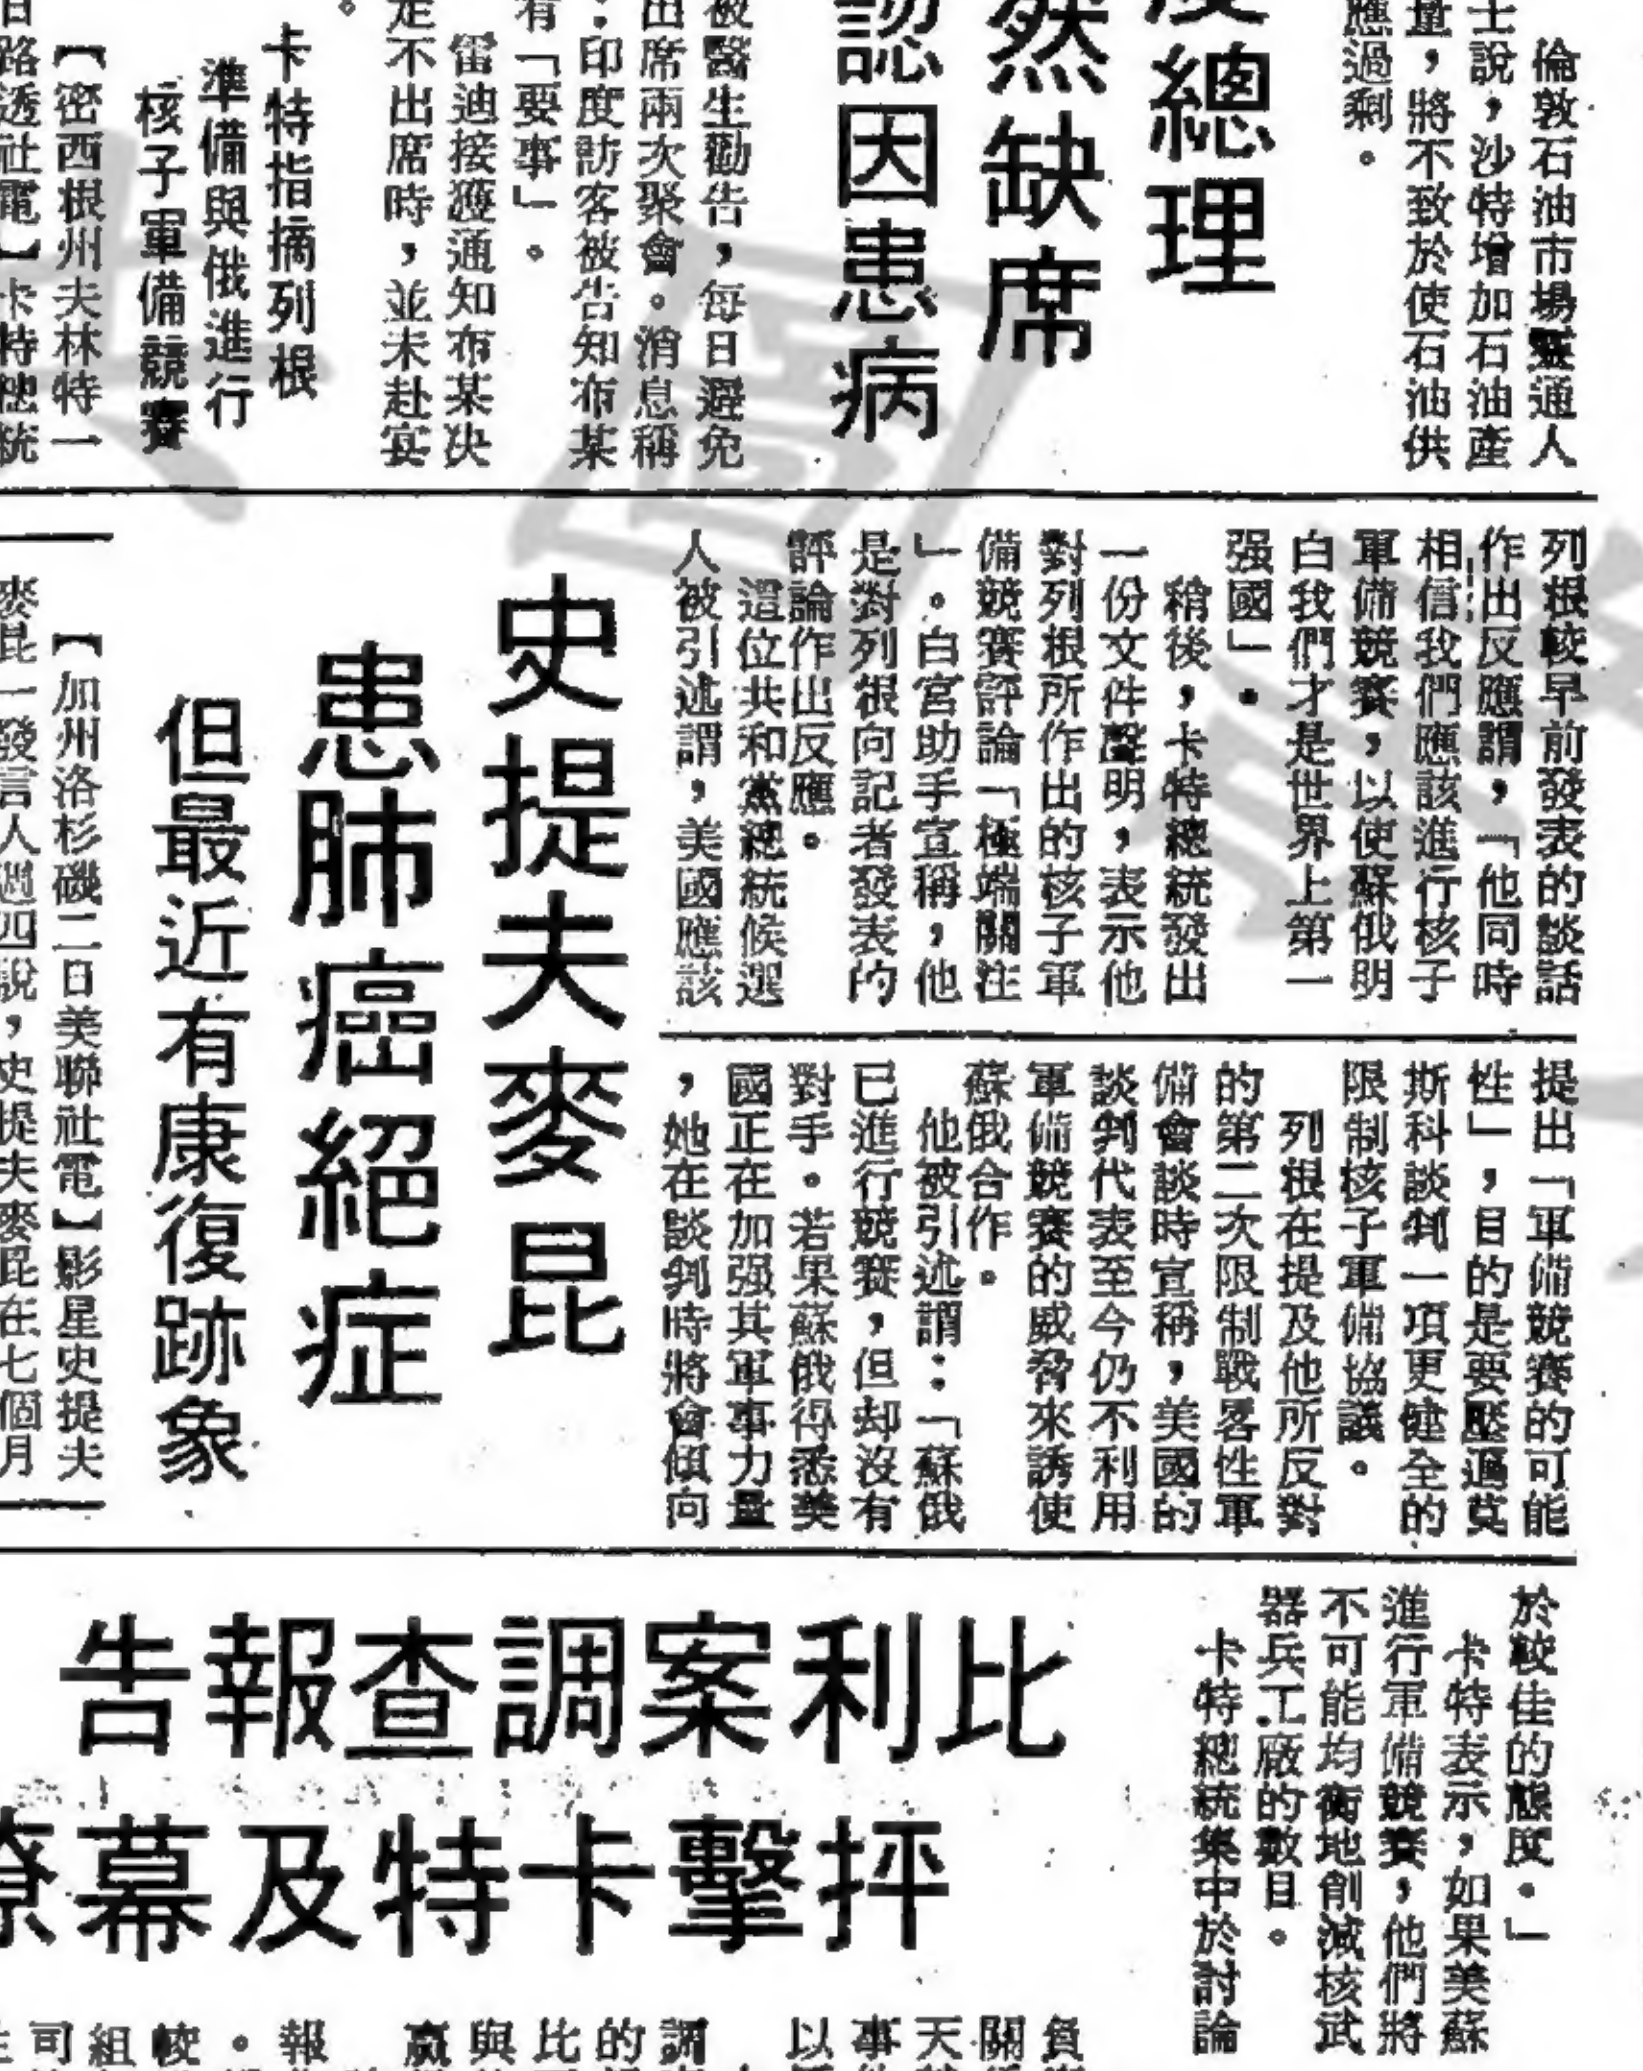 倫敦石油市場靈通人
士說，沙特增加石油產
量，將不致於使石油供
應過剩。
度總理
然缺席
認因患病
被醫生勸告，每日避免
出席兩次聚會。消息稱
：印度訪客被告知布某
有「要事」。
雷迪接獲通知布某决
定不出席時，並未赴宴
。
卡特指摘列根
準備與俄進行
核子軍備競賽
【密西根州夫林特一
日路透社電】卡特總統
列根較早前發表的談話
作出反應謂，「他同時
相信我們應該進行核子
軍備競賽，以使蘇俄明
白我們才是世界上第一
强國」。
稍後，卡特總統發出
一份文件聲明，表示他
對列根所作出的核子軍
備競賽評論「極端關注
」。白宮助手宣稱，他
是對列根向記者發表的
評論作出反應。
這位共和黨總統候選
人被引述謂，美國應該
提出「軍備競賽的可能
性」，目的是要壓逼莫
斯科談判一項更健全的
限制核子軍備協議。
列根在提及他所反對
的第二次限制戰畧性軍
備會談時宣稱，美國的
談判代表至今仍不利用
軍備競賽的威脅來誘使
蘇俄合作。
他被引述謂：「蘇俄
已進行競賽，但却沒有
對手。若果蘇俄得悉美
國正在加强其軍事力量
，她在談判時將會傾向
於較佳的態度。」
卡特表示，如果美蘇
進行軍備競賽，他們將
不可能均衡地削減核武
器兵工廠的數目。
卡特總統集中於討論
史提夫麥昆
患肺癌絕症
但最近有康復跡象
【加州洛杉磯二日美聯社電】影星史提夫
麥昆一發言人週四說，史提夫麥昆在七個月
比利案調查報告
抨擊卡特及幕僚
負
關
天
事
以
調
的
比
與
贏
報
。
較
組
司